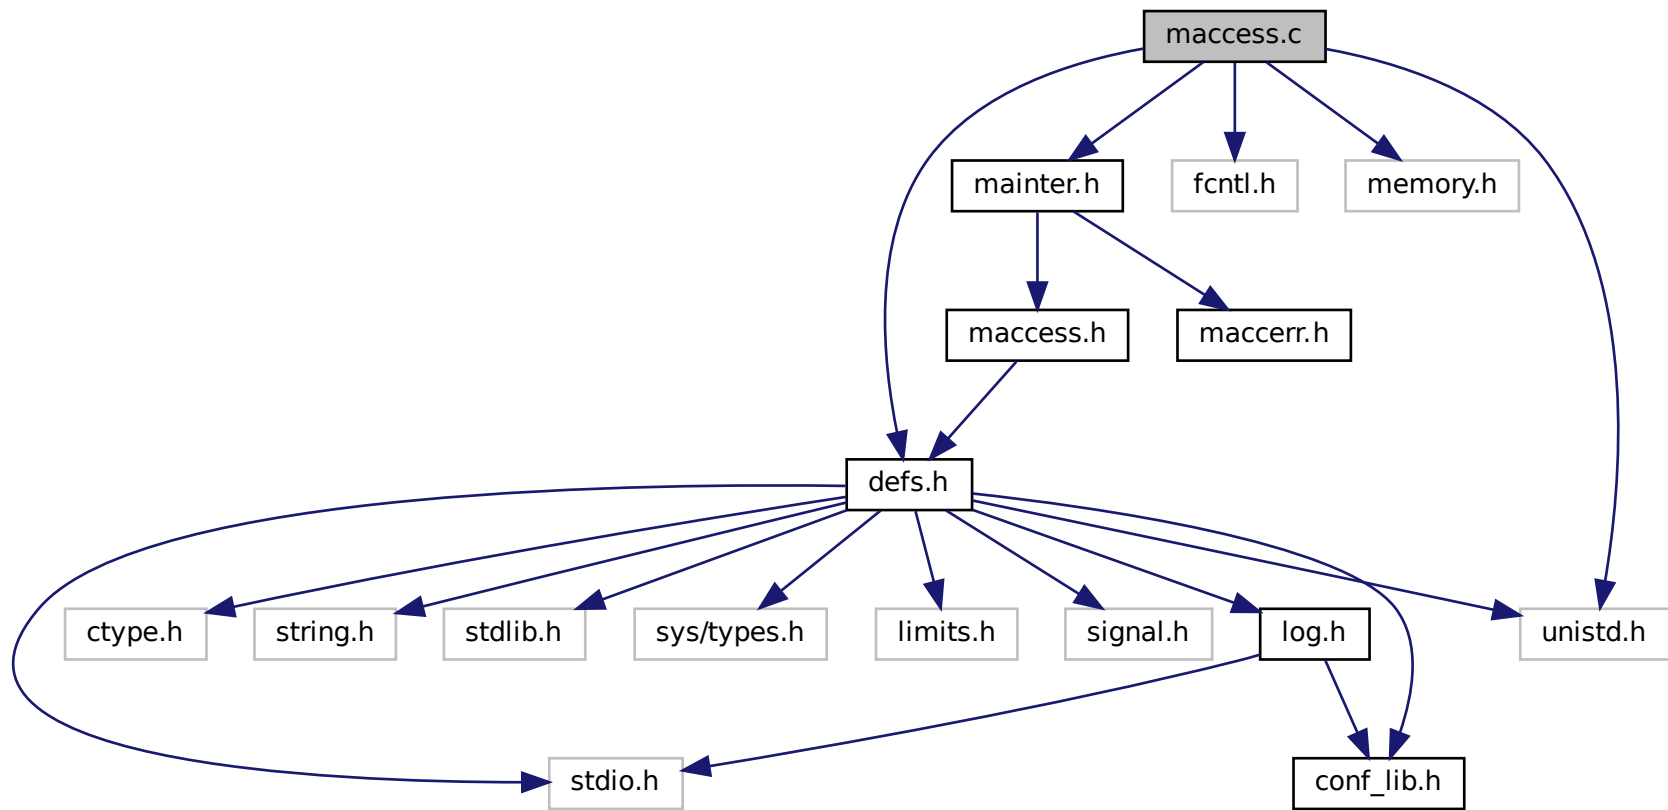 maccess.c
mainter.h
fcntl.h
memory.h
maccess.h
maccerr.h
defs.h
ctype.h
string.h
stdlib.h
sys/types.h
limits.h
signal.h
log.h
unistd.h
stdio.h
conf_lib.h